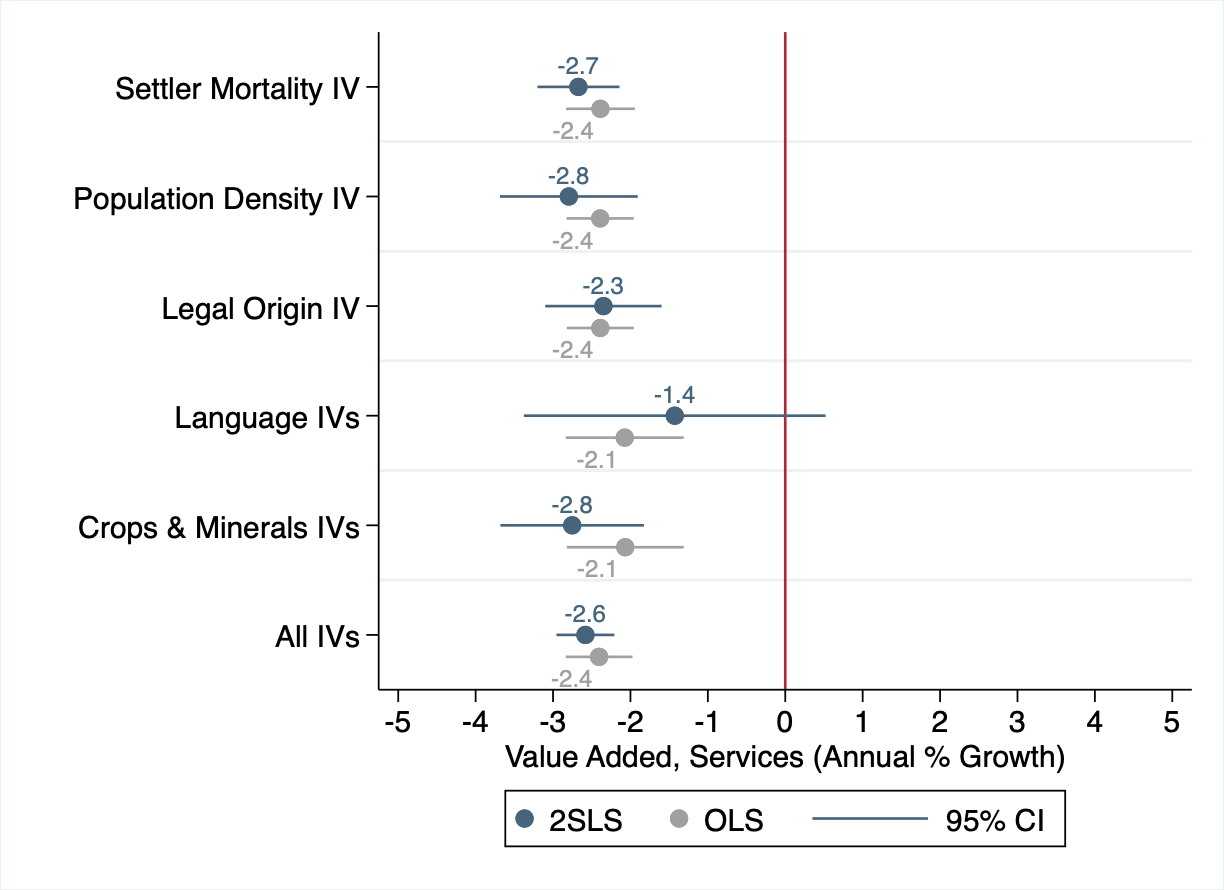 -2.7
Settler Mortality IV
-2.4
-2.8
Population Density IV
-2.4
-2.3
Legal Origin IV
-2.4
-1.4
Language IVs
-2.1
-2.8
Crops & Minerals IVs
-2.1
-2.6
All IVs
-2.4
-5 -4 -3 -2 -1 0 1 2 3 4 5
Value Added, Services (Annual % Growth)
2SLS OLS 95% CI